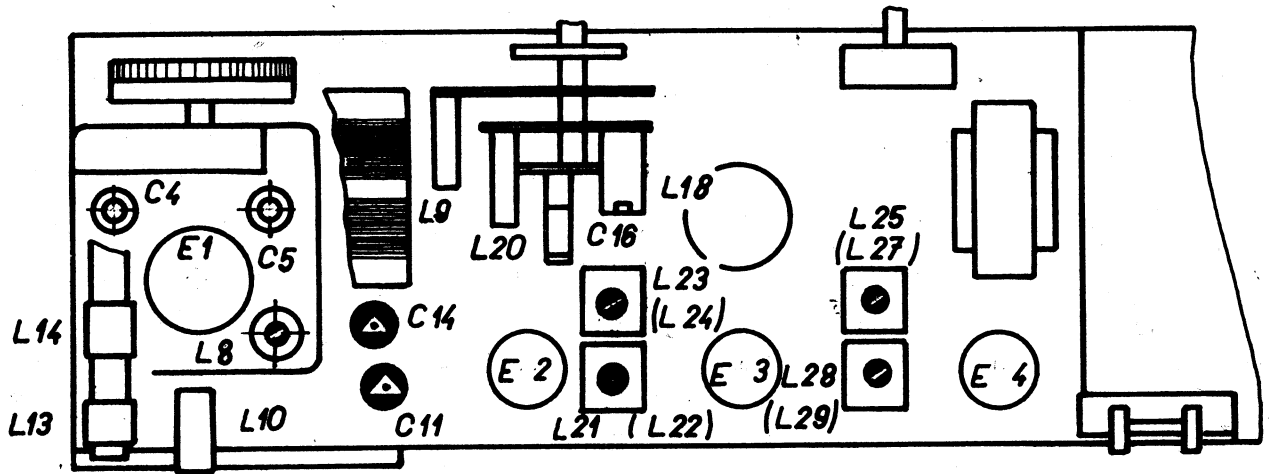 C4
L18
L9
E1
C5
L20
C16
L25
(L27)
L23
(L24)
C14
L14
L8
E 2
E 3
L28
(L29)
E 4
L13
L10
C11
L21 (L22)